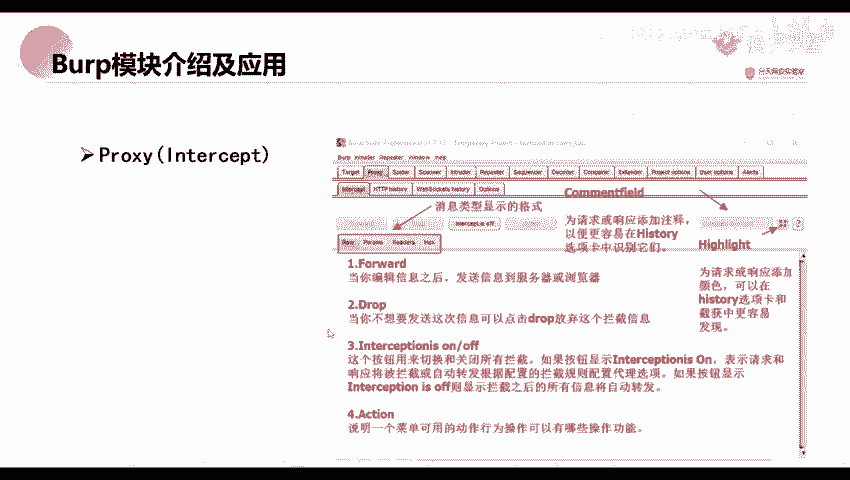 Burp模块介绍及应用
Proxy(Intercept)
Burp Intruder Repeater Window Help
Target Proxy Spider Scanner Intruder Repeater Sequencer Decoder Comparer Extender Project options User options Alerts
Intercept HTTP history WebSockets history Options
消息类型显示的格式
Commentfield
Intercept is off
为请求或响应添加注释,
以便更容易在History
选项卡中识别它们。
Highlight
Raw Params Headers Hex
为请求或响应添加
颜色,可以在
history选项卡和
截获中更容易
发现。
1.Forward
当你编辑信息之后,发送信息到服务器或浏览器
2.Drop
当你不想要发送这次信息可以点击drop放弃这个拦截信息
3.Interceptionis on/off
这个按钮用来切换和关闭所有拦截。如果按钮显示Interceptionis On,表示请求和
响应将被拦截或自动转发根据配置的拦截规则配置代理选项。如果按钮显示
Interception is off则显示拦截之后的所有信息将自动转发。
4.Action
说明一个菜单可用的动作行为操作可以有哪些操作功能。